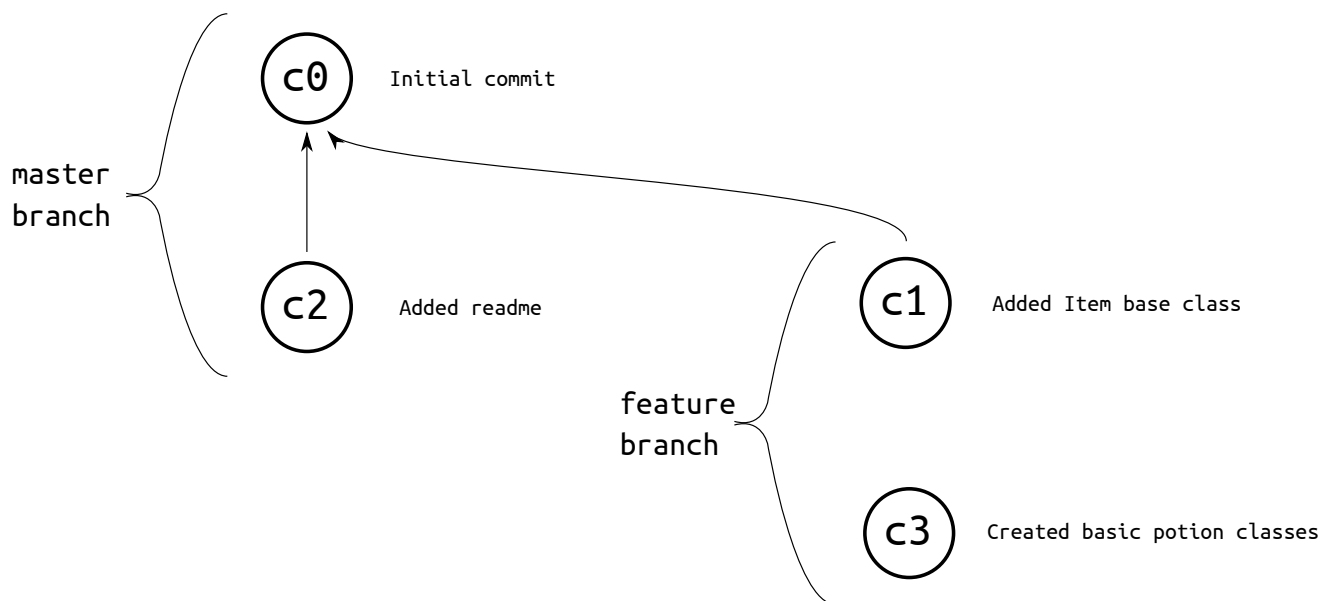 c0
Initial commit
master
branch
c2
Added readme
c1
Added Item base class
feature
branch
c3
Created basic potion classes